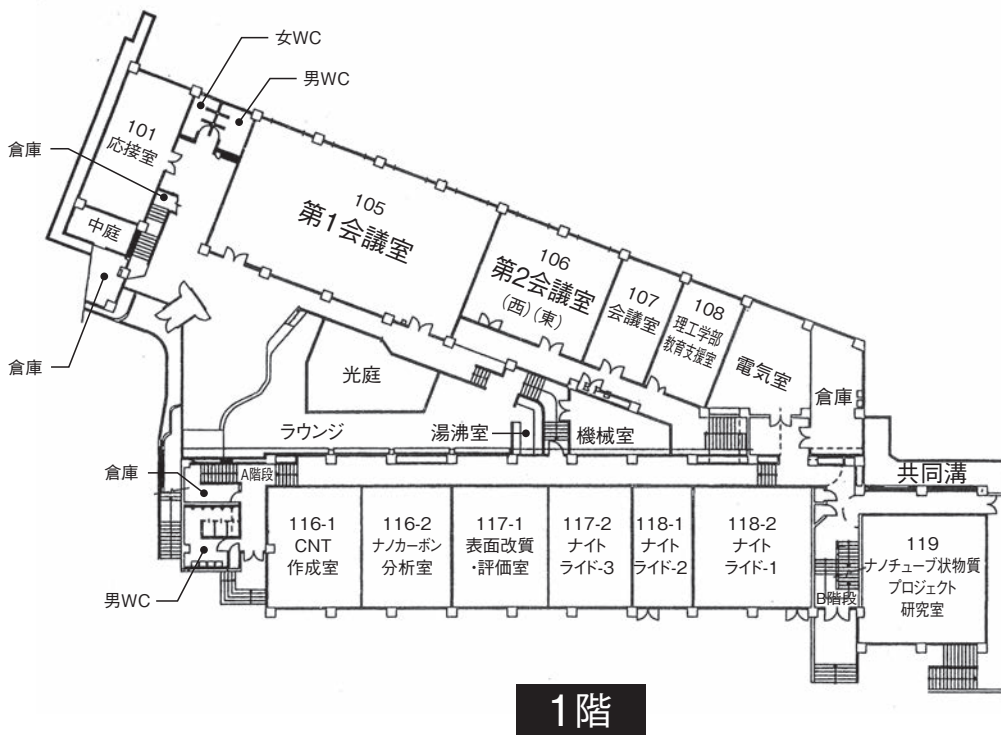 女WC
男WC
倉庫
101
応接室
中庭
倉庫
105
第1会議室
106
第2会議室
(西)(東)
107
会議室
108
理工学部
教育支援室
電気室
倉庫
光庭
ラウンジ
湯沸室
機械室
共同溝
倉庫
A階段
男WC
116-1
CNT
作成室
116-2
ナノカーボン
分析室
117-1
表面改質
・評価室
117-2
ナイト
ライド-3
118-1
ナイト
ライド-2
118-2
ナイト
ライド-1
B階段
119
ナノチューブ状物質
プロジェクト
研究室
1階